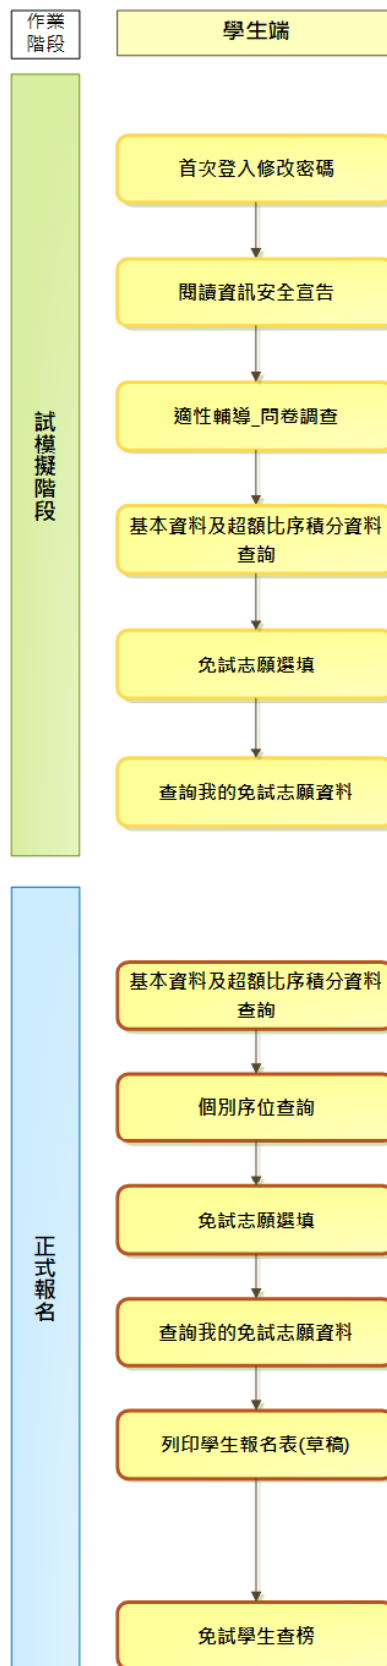 作業
階段
學生端
試模擬階段
首次登入修改密碼
閱讀資訊安全宣告
適性輔導_問卷調查
基本資料及超額比序積分資料
查詢
免試志願選填
查詢我的免試志願資料
正式報名
基本資料及超額比序積分資料
查詢
個別序位查詢
免試志願選填
查詢我的免試志願資料
列印學生報名表(草稿)
免試學生查榜